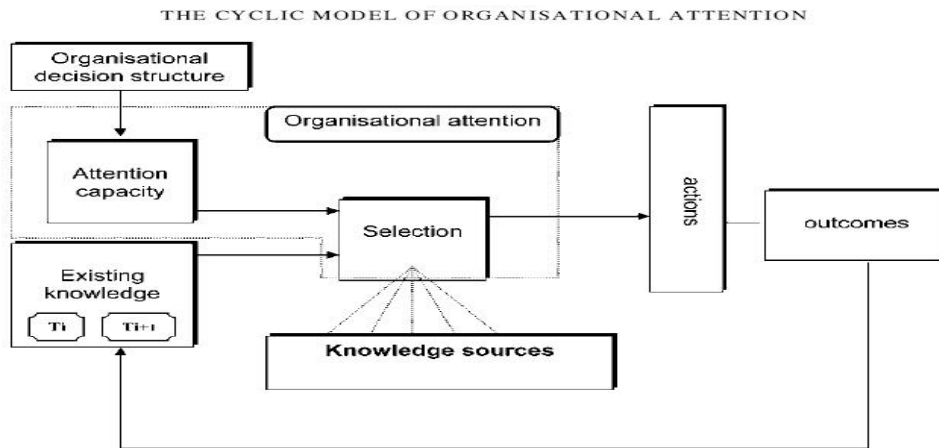 THE CYCLIC MODEL OF ORGANISATIONAL ATTENTION
Organisational
decision structure
Organisational attention
Attention
capacity
Selection
actions
outcomes
Existing
knowledge
Ti
Ti+1
Knowledge sources